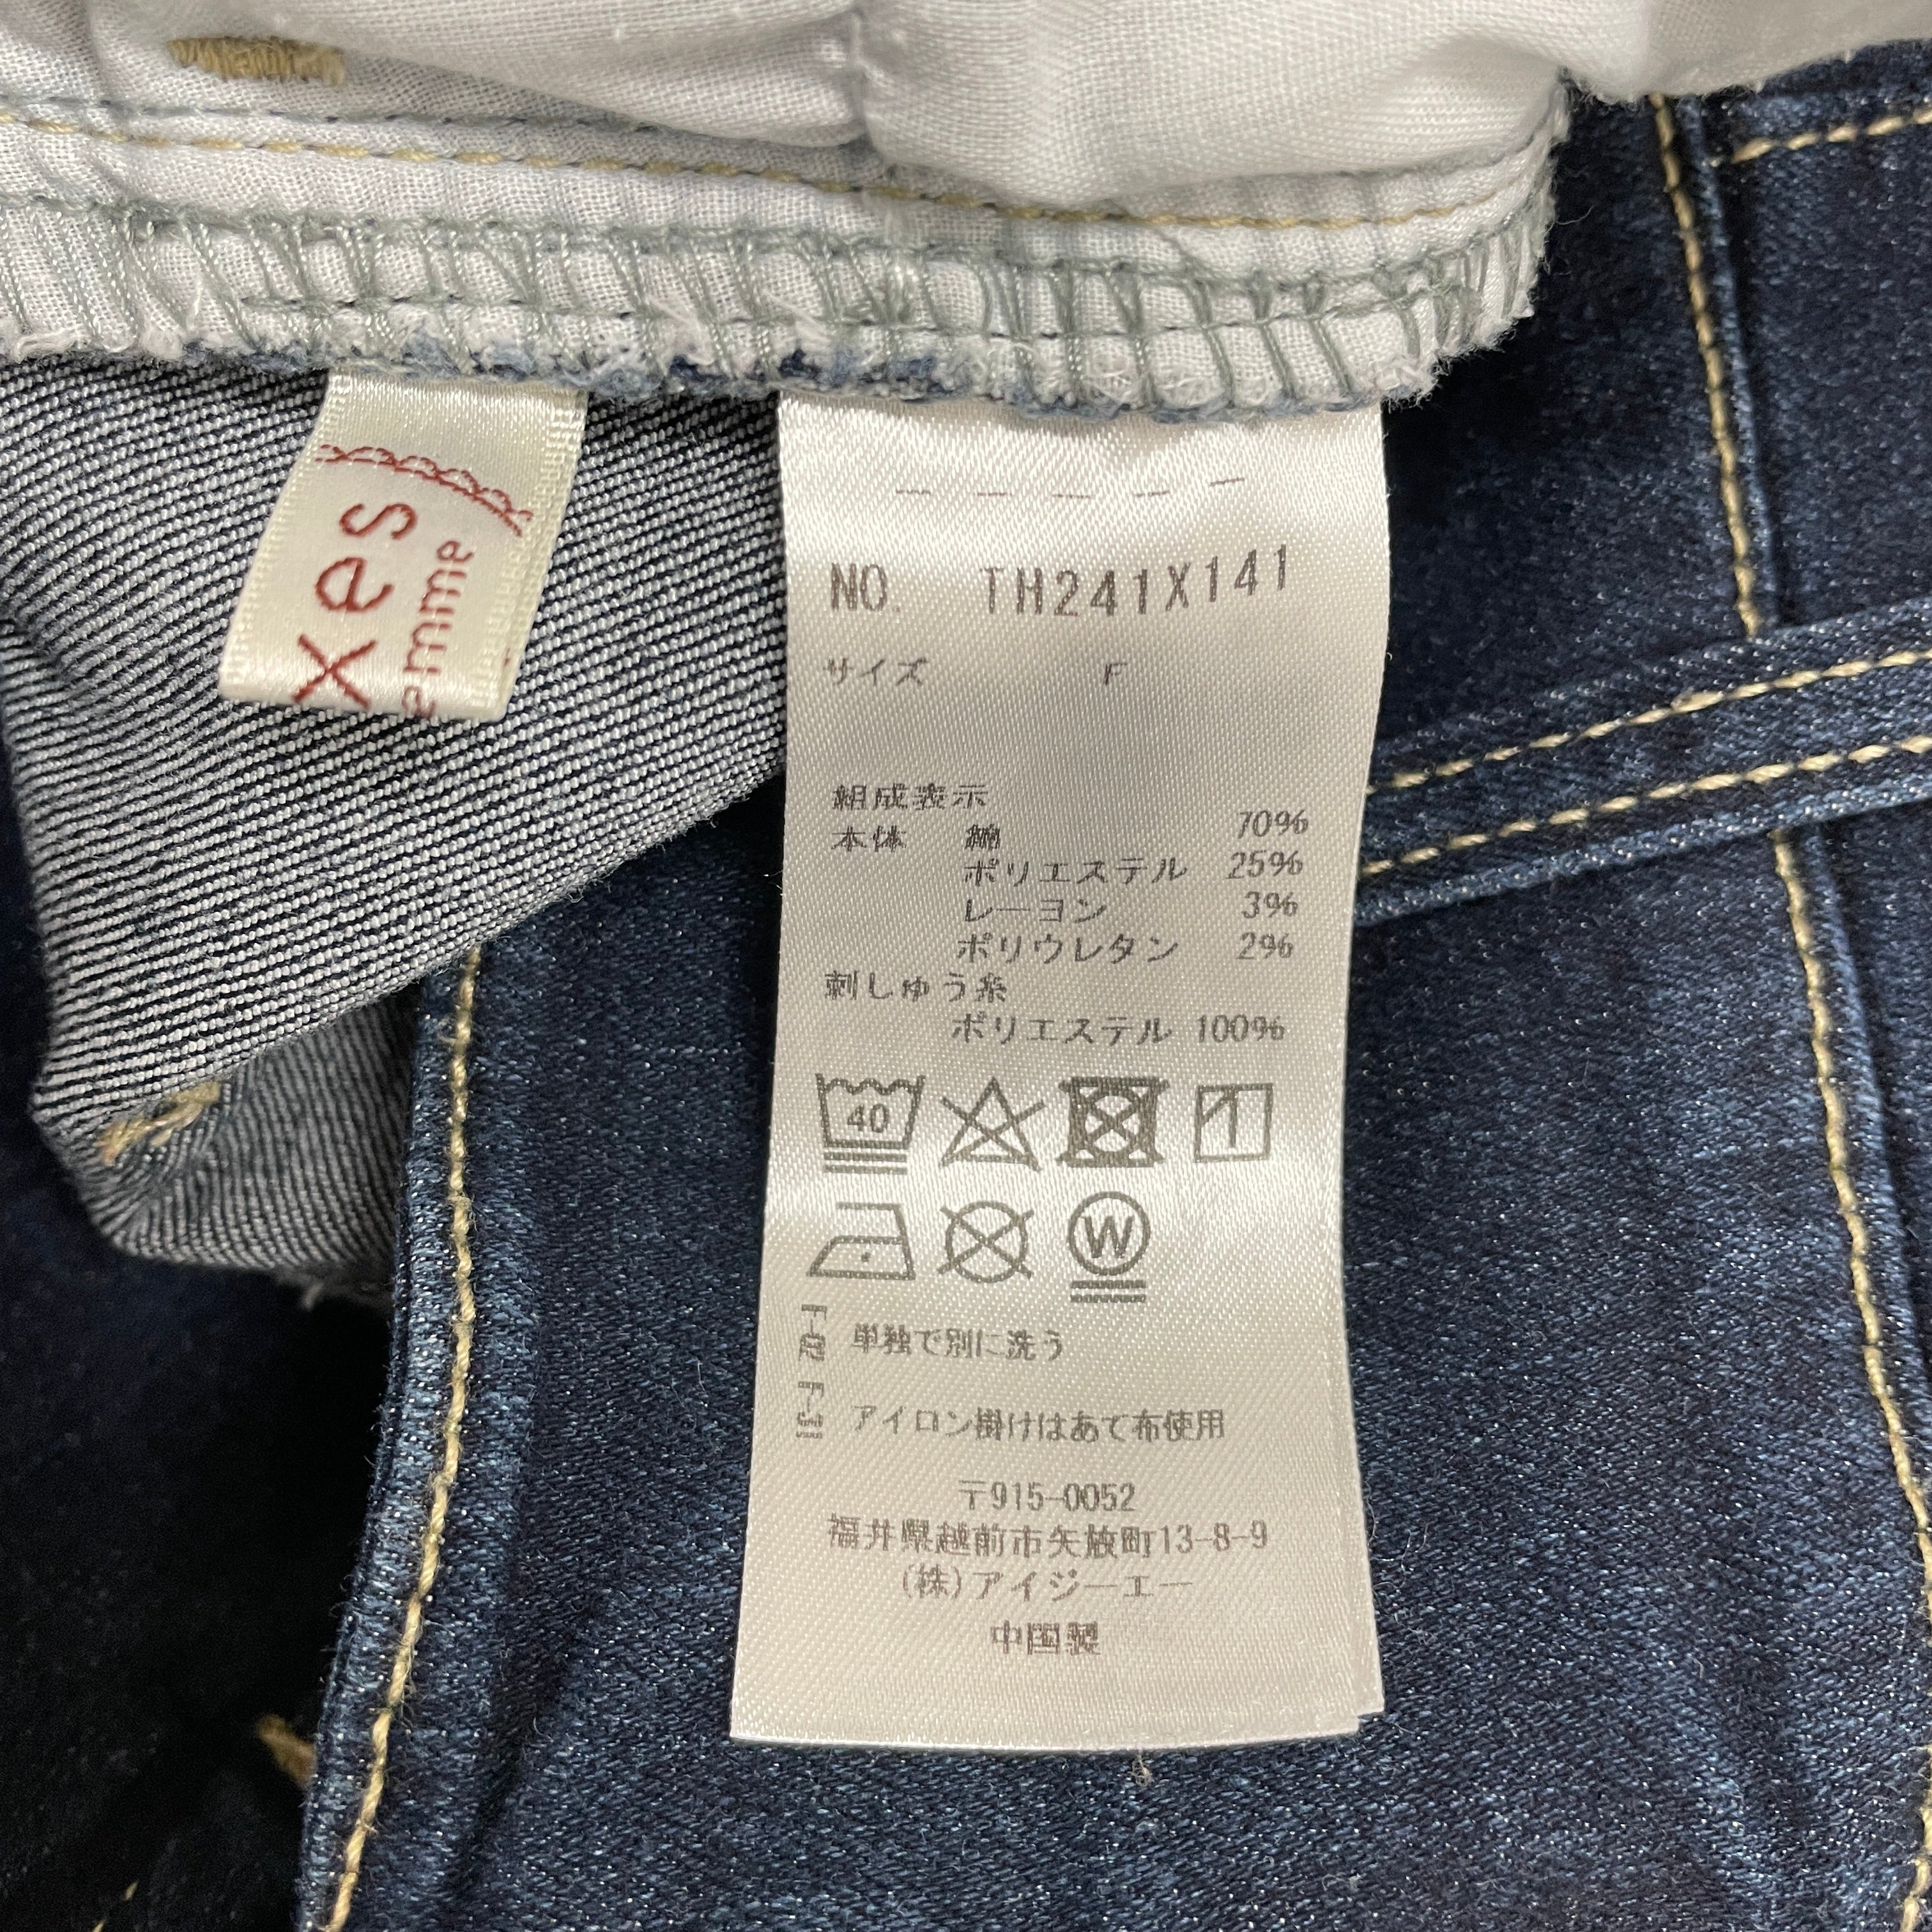 xes
emme
NO. TH241X141
サイズ F
組成表示
本体 綿 70%
ポリエステル 25%
レーヨン 3%
ポリウレタン 2%
刺しゅう糸
ポリエステル 100%
40
W
F-02 単独で別に洗う
F-31 アイロン掛けはあて布使用
〒915-0052
福井県越前市矢放町13-8-9
(株)アイジーエー
中国製